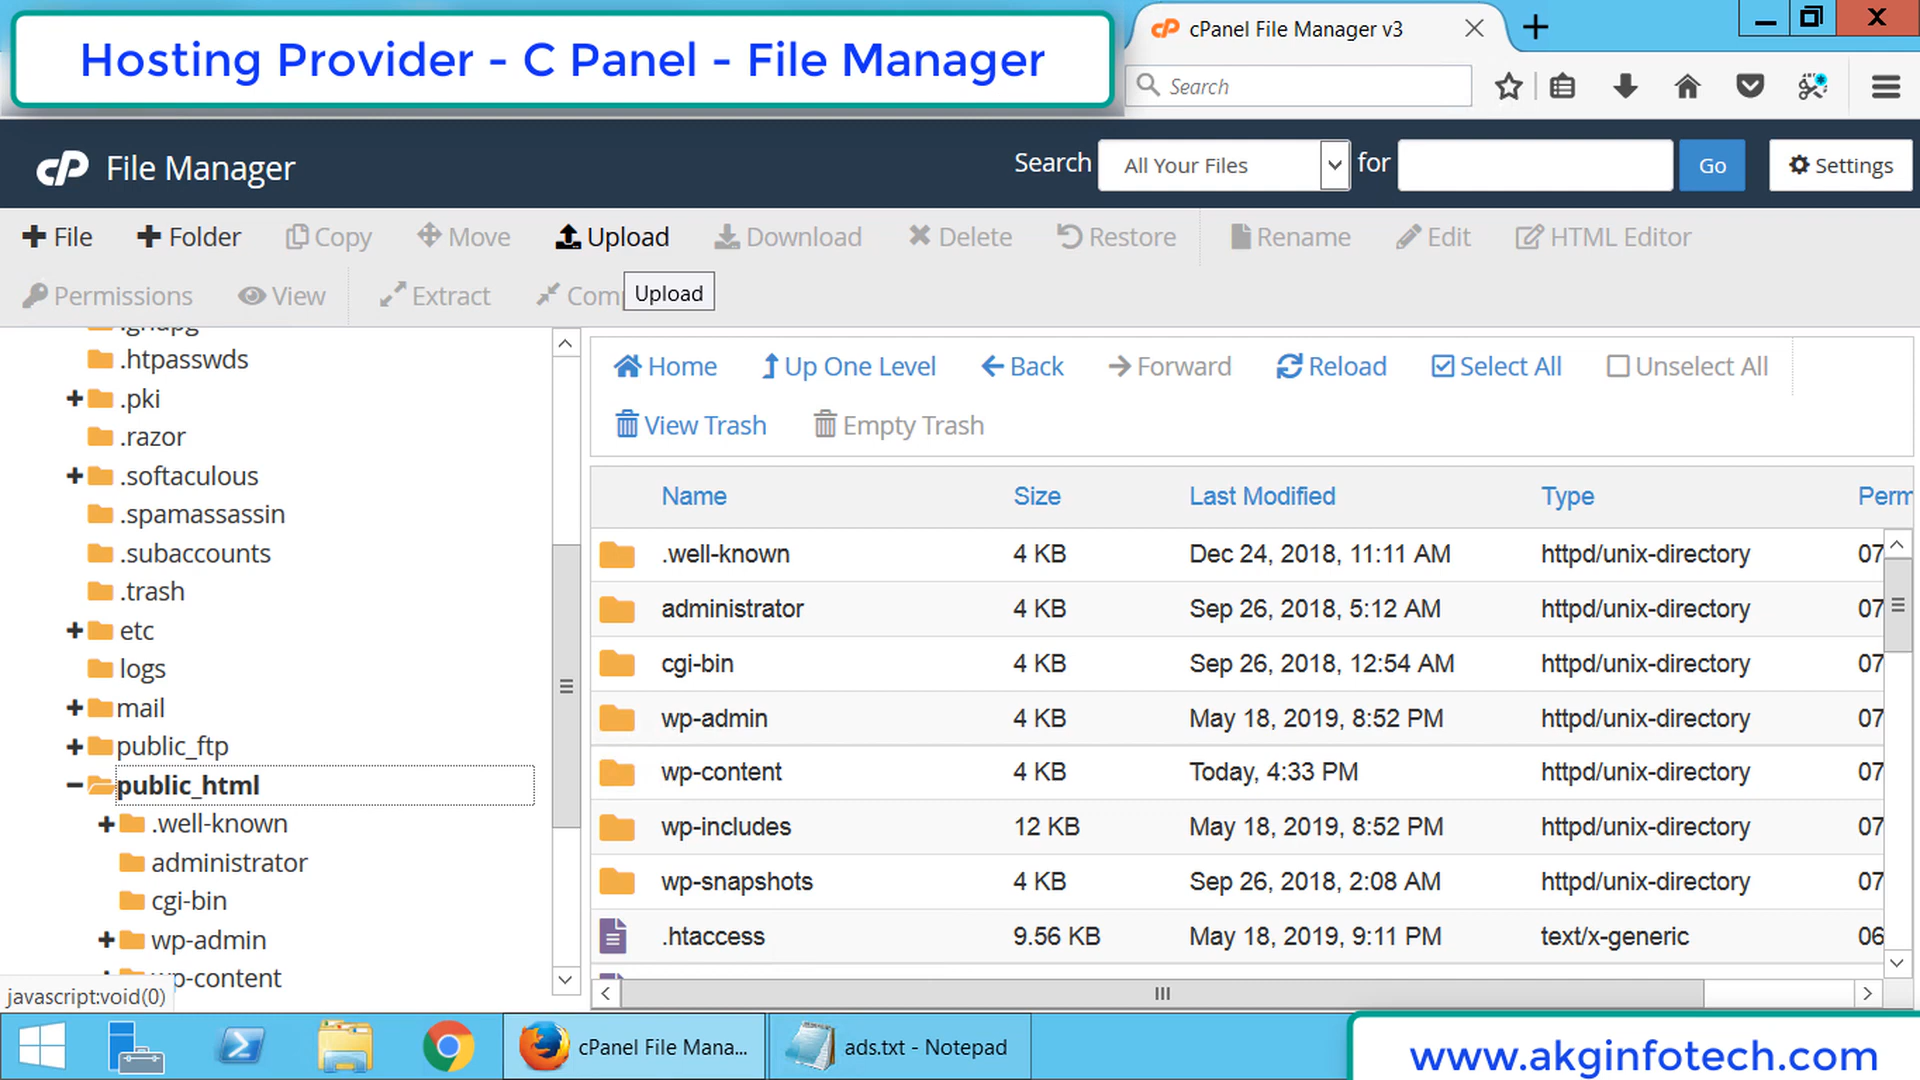 Hosting Provider - C Panel - File Manager
cPanel File Manager v3
Search
cP File Manager
Search All Your Files for Go Settings
File Folder Copy Move Upload Download Delete Restore Rename Edit HTML Editor
Permissions View Extract Com
Upload
.gnupg
.htpasswds
.pki
.razor
.softaculous
.spamassassin
.subaccounts
.trash
etc
logs
mail
public_ftp
public_html
.well-known
administrator
cgi-bin
wp-admin
wp-content
javascript:void(0)
Home Up One Level Back Forward Reload Select All Unselect All
View Trash Empty Trash
Name Size Last Modified Type Perm
.well-known 4 KB Dec 24, 2018, 11:11 AM httpd/unix-directory 07
administrator 4 KB Sep 26, 2018, 5:12 AM httpd/unix-directory 07
cgi-bin 4 KB Sep 26, 2018, 12:54 AM httpd/unix-directory 07
wp-admin 4 KB May 18, 2019, 8:52 PM httpd/unix-directory 07
wp-content 4 KB Today, 4:33 PM httpd/unix-directory 07
wp-includes 12 KB May 18, 2019, 8:52 PM httpd/unix-directory 07
wp-snapshots 4 KB Sep 26, 2018, 2:08 AM httpd/unix-directory 07
.htaccess 9.56 KB May 18, 2019, 9:11 PM text/x-generic 06
cPanel File Mana...
ads.txt - Notepad
www.akginfotech.com